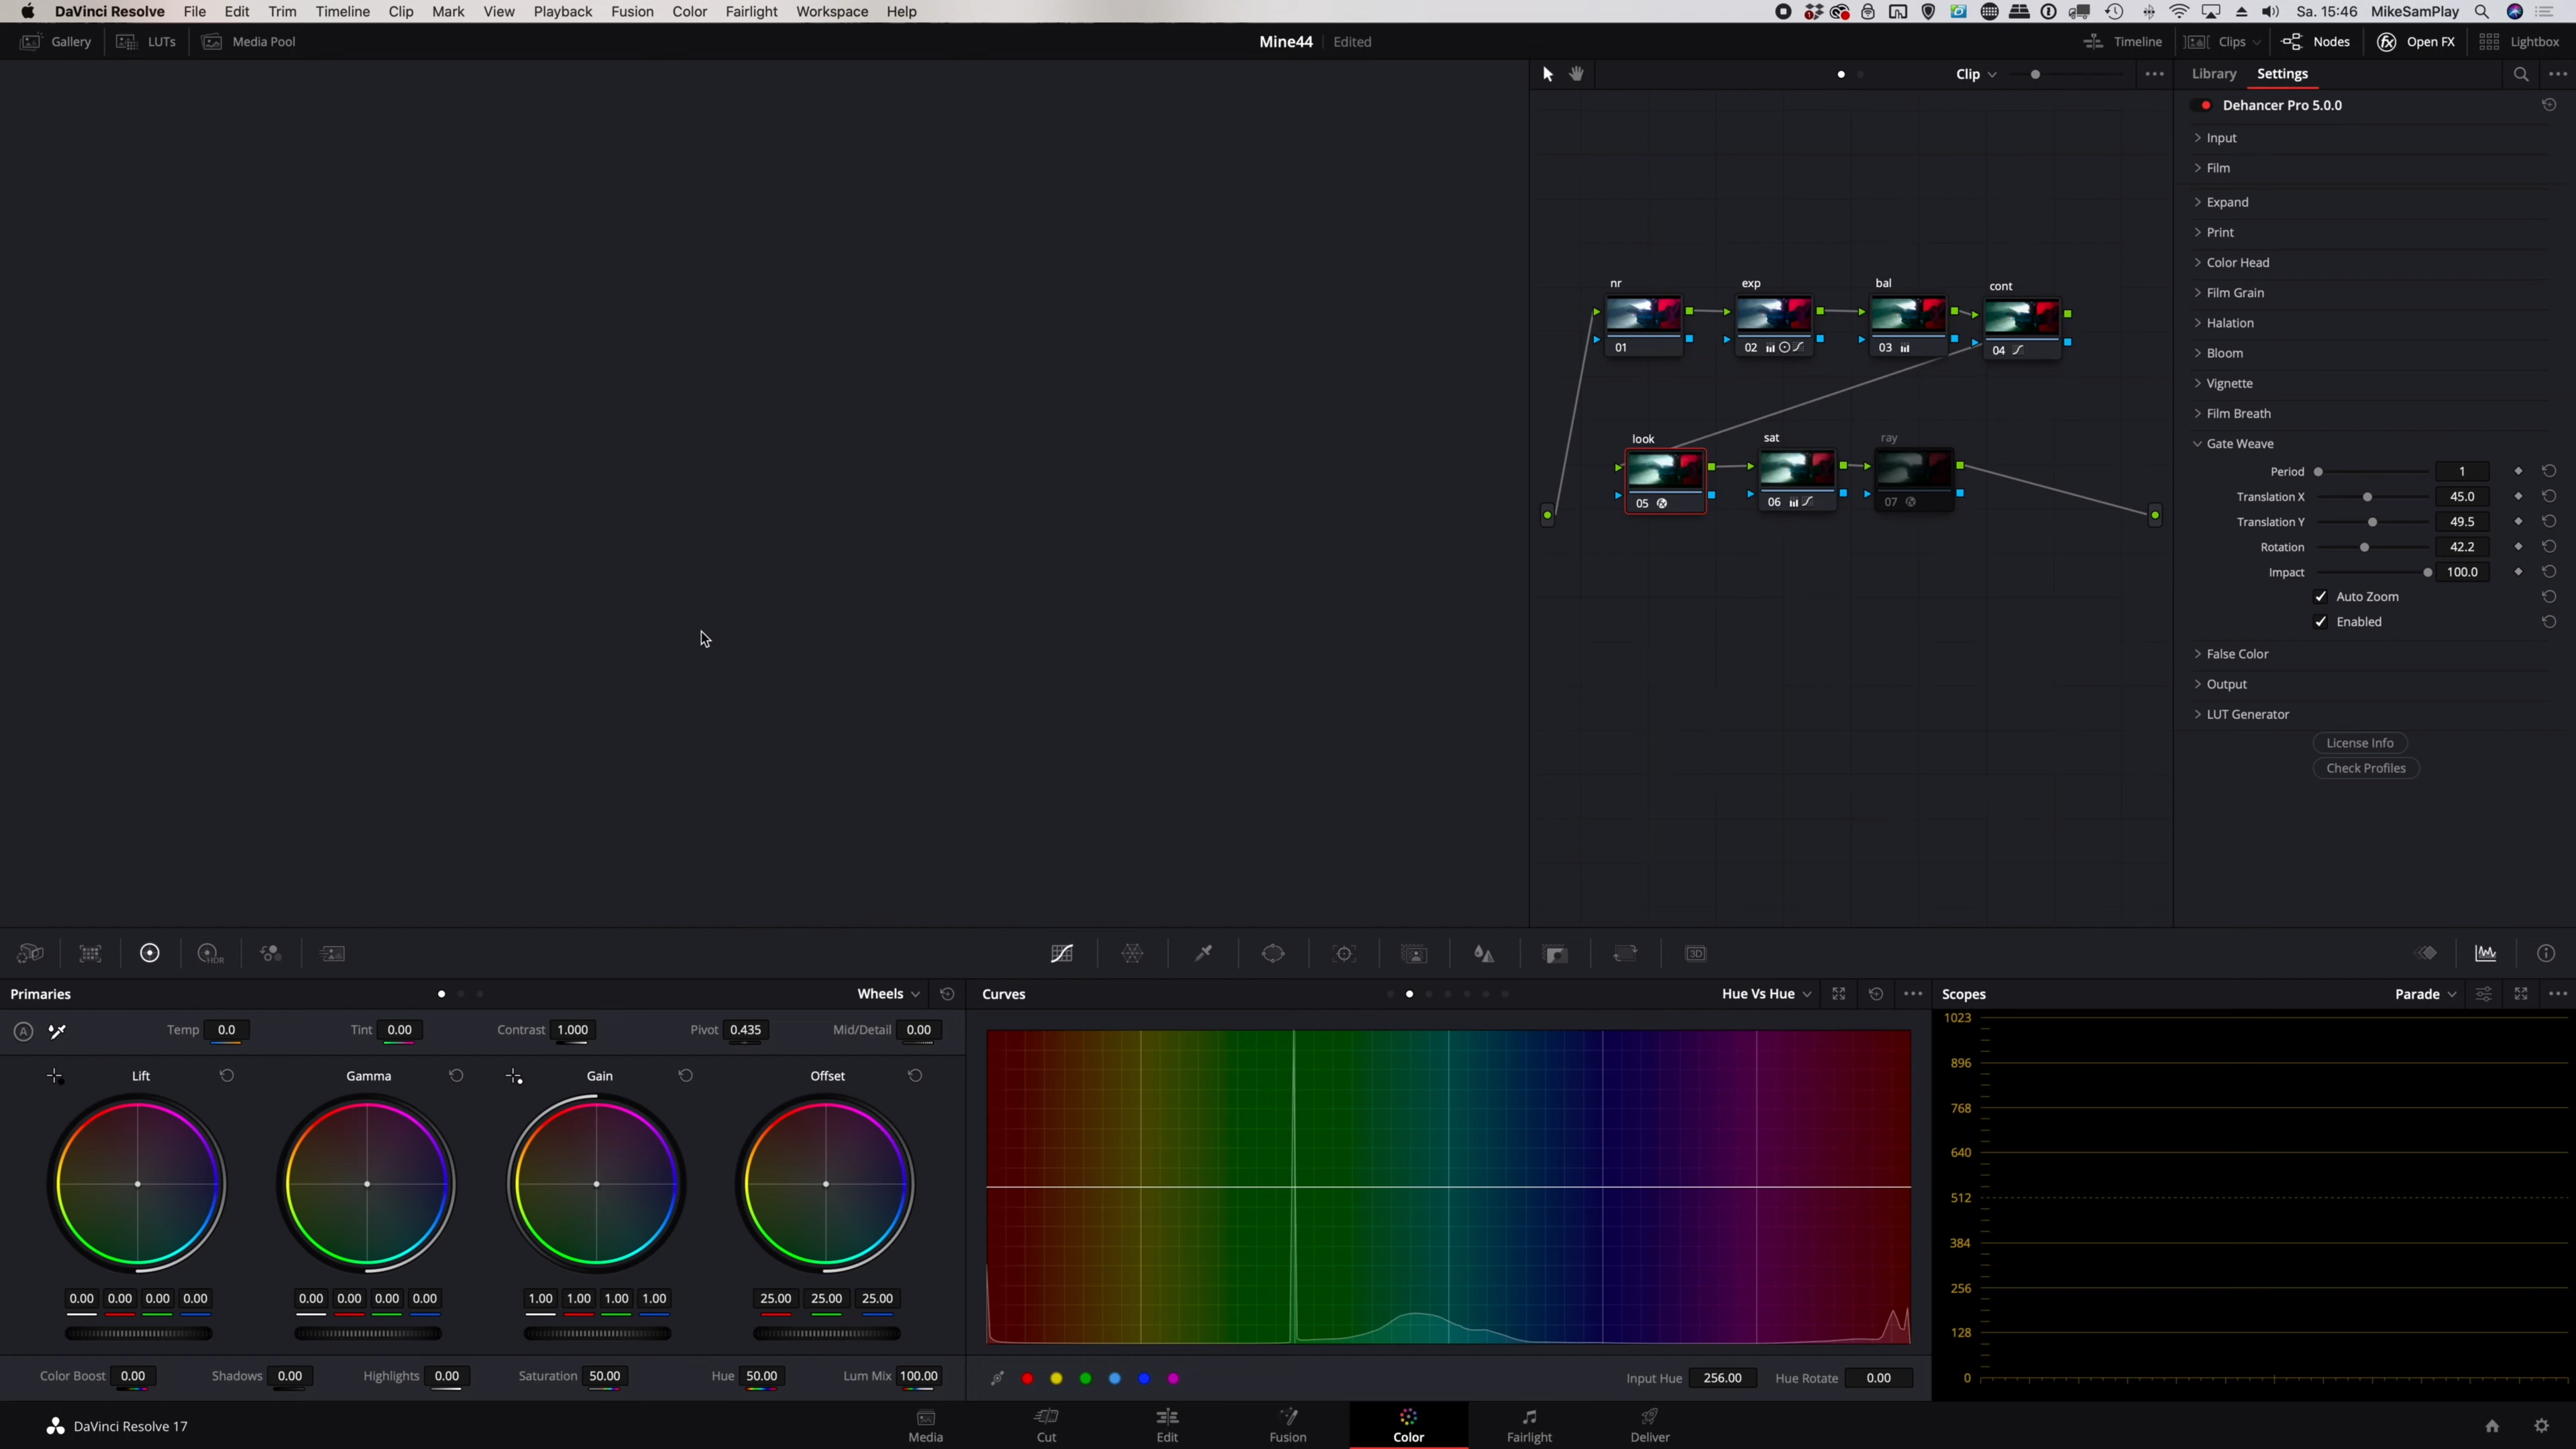 DaVinci Resolve File Edit Trim Timeline Clip Mark View Playback Fusion Color Fairlight Workspace Help Sa. 15:46 MikeSamPlay
Gallery LUTs Media Pool Mine44 Edited Timeline Clips Nodes Open FX Lightbox
Clip Library Settings
Dehancer Pro 5.0.0
Input
Film
Expand
Print
Color Head
Film Grain
Halation
Bloom
Vignette
Film Breath
Gate Weave
Period 1
Translation X 45.0
Translation Y 49.5
Rotation 42.2
Impact 100.0
Auto Zoom
Enabled
False Color
Output
LUT Generator
License Info
Check Profiles
nr exp bal cont
01 02 03 04
look sat ray
05 06 07
HDR 3D
Primaries Wheels Curves Hue Vs Hue Scopes Parade
A Temp 0.0 Tint 0.00 Contrast 1.000 Pivot 0.435 Mid/Detail 0.00
Lift Gamma Gain Offset
0.00 0.00 0.00 0.00 0.00 0.00 0.00 0.00 1.00 1.00 1.00 1.00 25.00 25.00 25.00
Color Boost 0.00 Shadows 0.00 Highlights 0.00 Saturation 50.00 Hue 50.00 Lum Mix 100.00
Input Hue 256.00 Hue Rotate 0.00
1023
896
768
640
512
384
256
128
0
DaVinci Resolve 17 Media Cut Edit Fusion Color Fairlight Deliver